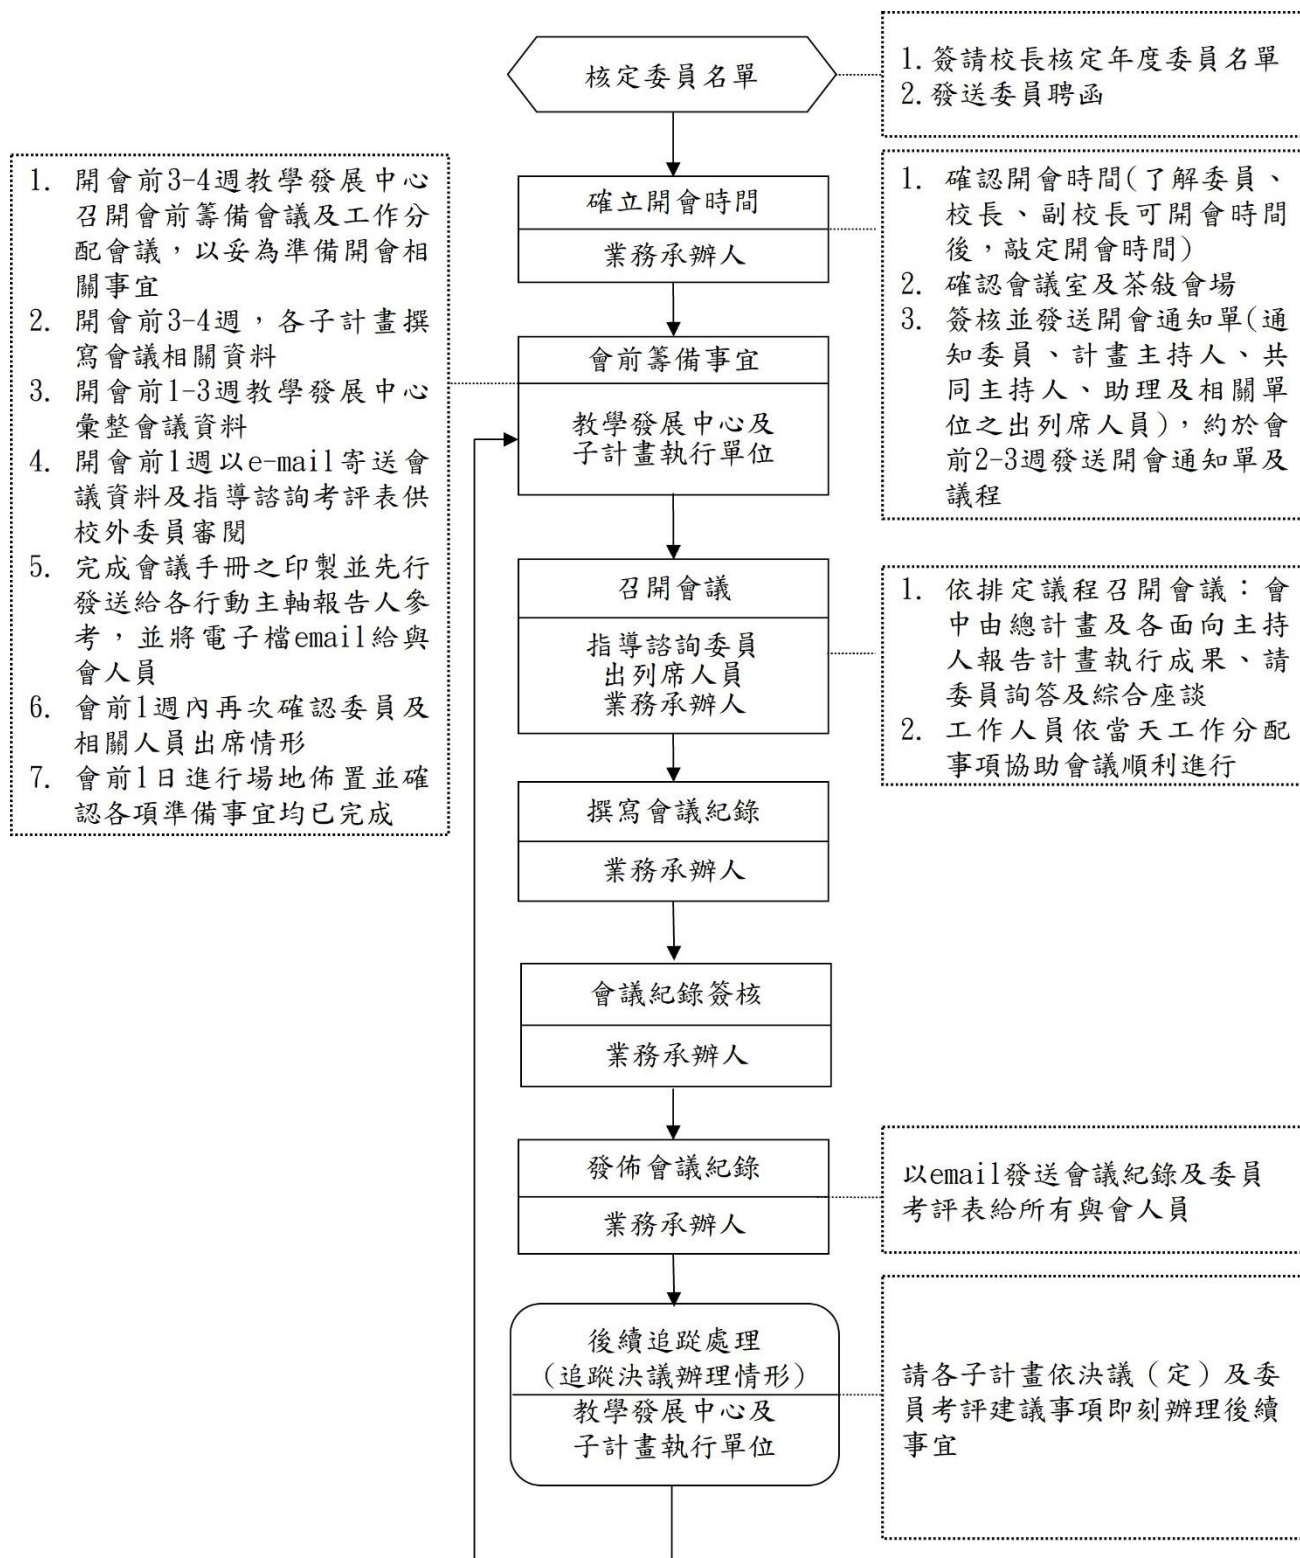 核定委員名單
1. 簽請校長核定年度委員名單
2. 發送委員聘函
確立開會時間
業務承辦人
1. 確認開會時間(了解委員、
校長、副校長可開會時間
後，敲定開會時間)
2. 確認會議室及茶敍會場
3. 簽核並發送開會通知單(通
知委員、計畫主持人、共
同主持人、助理及相關單
位之出列席人員)，約於會
前2-3週發送開會通知單及
議程
1. 開會前3-4週教學發展中心
召開會前籌備會議及工作分
配會議，以妥為準備開會相
關事宜
2. 開會前3-4週，各子計畫撰
寫會議相關資料
3. 開會前1-3週教學發展中心
彙整會議資料
4. 開會前1週以e-mail寄送會
議資料及指導諮詢考評表供
校外委員審閱
5. 完成會議手冊之印製並先行
發送給各行動主軸報告人參
考，並將電子檔email給與
會人員
6. 會前1週內再次確認委員及
相關人員出席情形
7. 會前1日進行場地佈置並確
認各項準備事宜均已完成
會前籌備事宜
教學發展中心及
子計畫執行單位
召開會議
指導諮詢委員
出列席人員
業務承辦人
1. 依排定議程召開會議：會
中由總計畫及各面向主持
人報告計畫執行成果、請
委員詢答及綜合座談
2. 工作人員依當天工作分配
事項協助會議順利進行
撰寫會議紀錄
業務承辦人
會議紀錄簽核
業務承辦人
發佈會議紀錄
業務承辦人
以email發送會議紀錄及委員
考評表給所有與會人員
後續追蹤處理
(追蹤決議辦理情形)
教學發展中心及
子計畫執行單位
請各子計畫依決議（定）及委
員考評建議事項即刻辦理後續
事宜